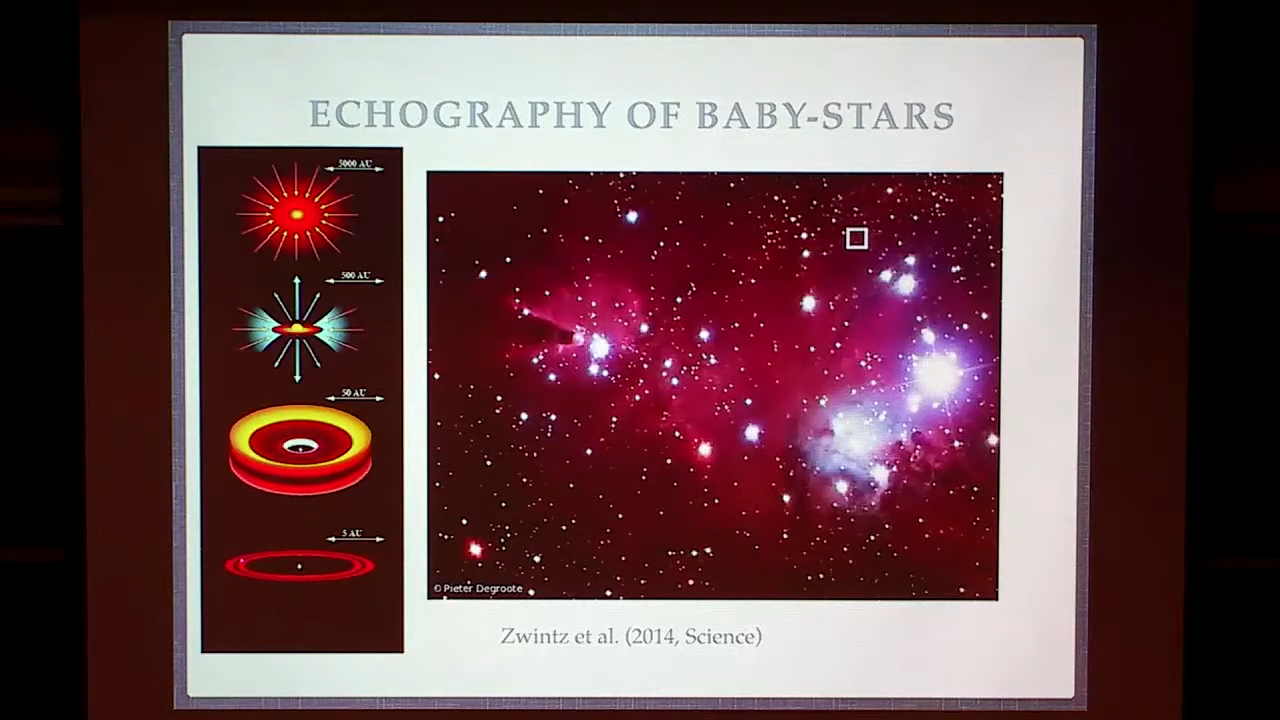 ECHOGRAPHY OF BABY-STARS
5000 AU
500 AU
50 AU
5 AU
© Pieter Degroote
Zwintz et al. (2014, Science)